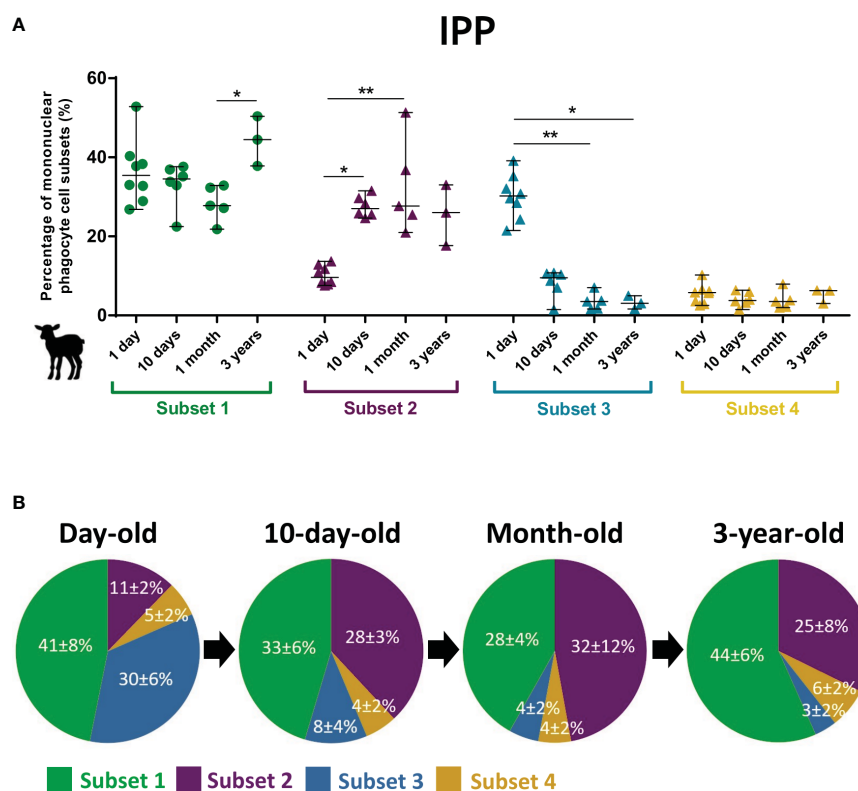 A
IPP
Percentage of mononuclear
phagocyte cell subsets (%)
60
40
20
0
*
**
*
*
**
1 day
10 days
1 month
3 years
1 day
10 days
1 month
3 years
1 day
10 days
1 month
3 years
1 day
10 days
1 month
3 years
Subset 1
Subset 2
Subset 3
Subset 4
B
Day-old
10-day-old
Month-old
3-year-old
11±2%
5±2%
41±8%
30±6%
33±6%
28±3%
4±2%
8±4%
28±4%
32±12%
4±2%
4±2%
25±8%
44±6%
6±2%
3±2%
Subset 1
Subset 2
Subset 3
Subset 4